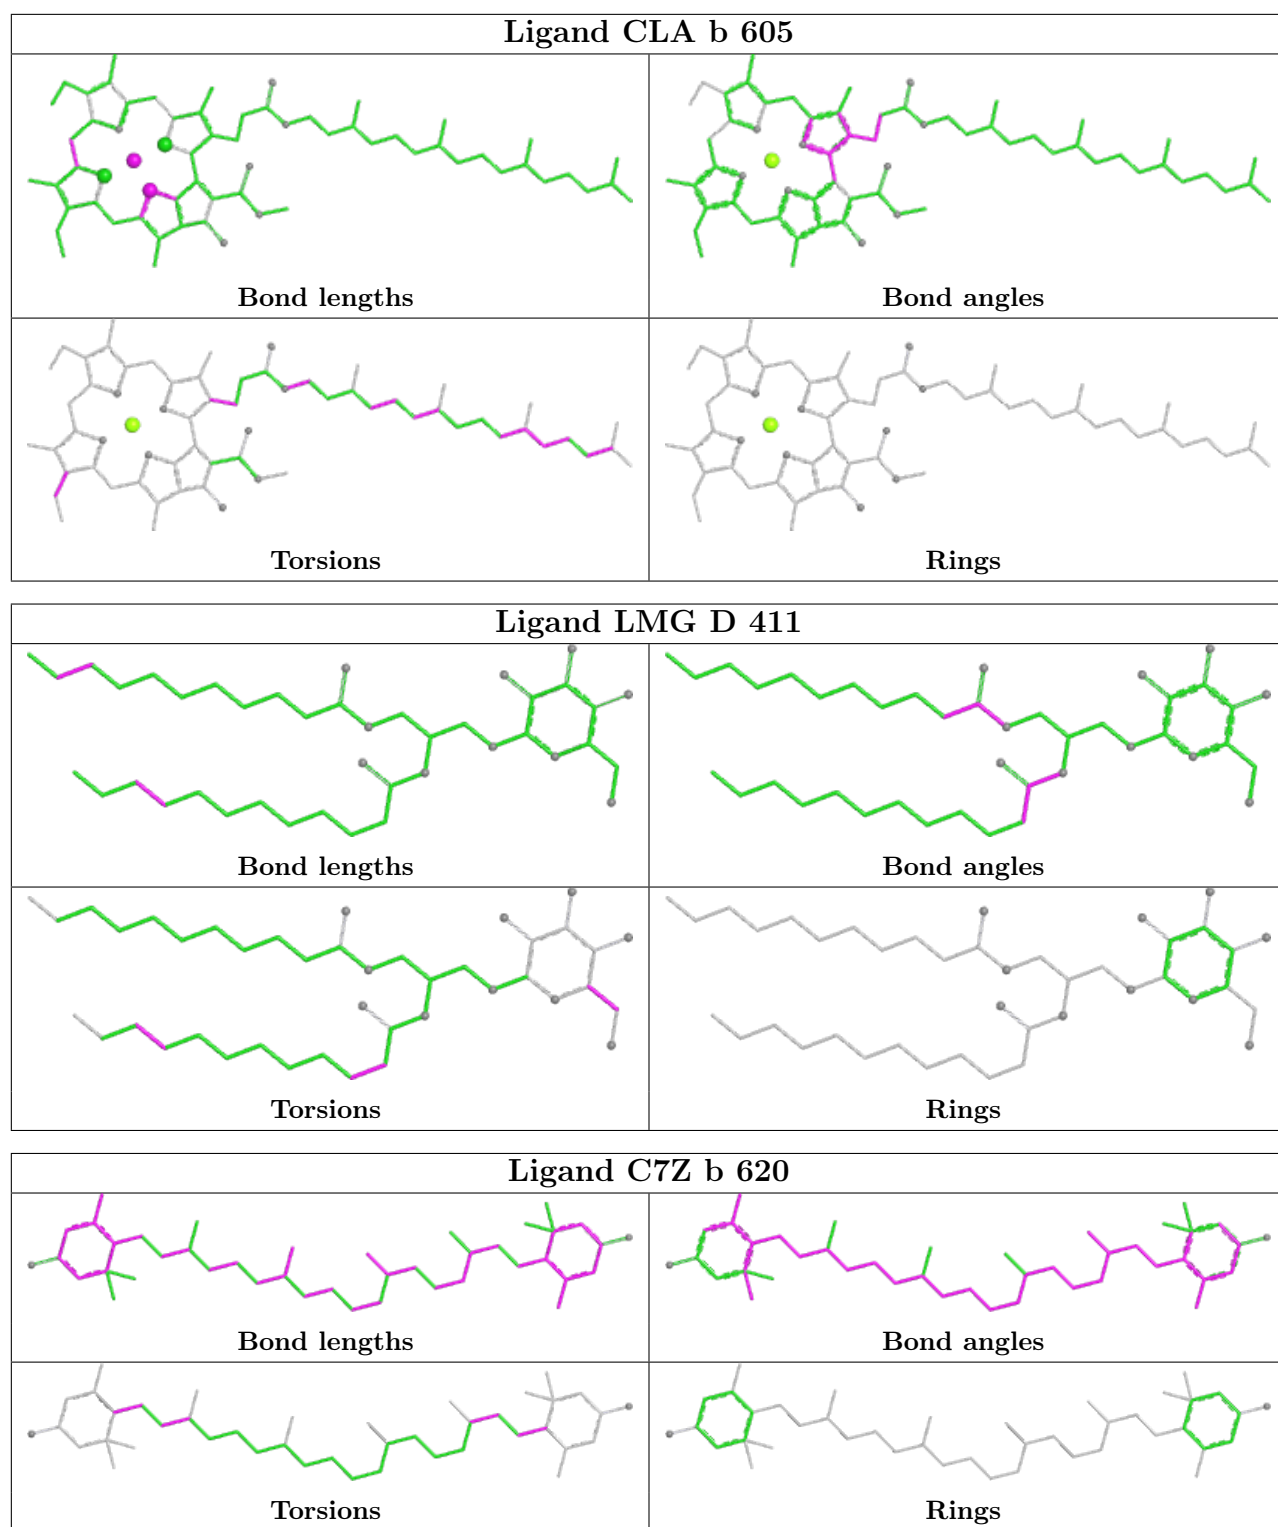 Ligand CLA b 605
Bond lengths
Bond angles
Torsions
Rings
Ligand LMG D 411
Bond lengths
Bond angles
Torsions
Rings
Ligand C7Z b 620
Bond lengths
Bond angles
Torsions
Rings